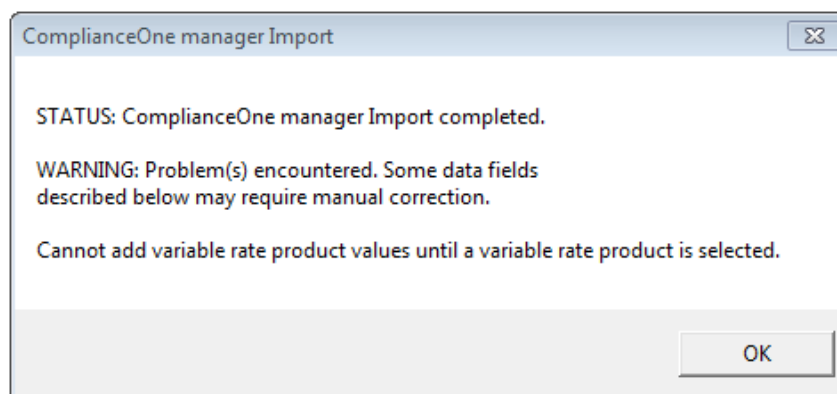 ComplianceOne manager Import
STATUS: ComplianceOne manager Import completed.
WARNING: Problem(s) encountered. Some data fields
described below may require manual correction.
Cannot add variable rate product values until a variable rate product is selected.
OK